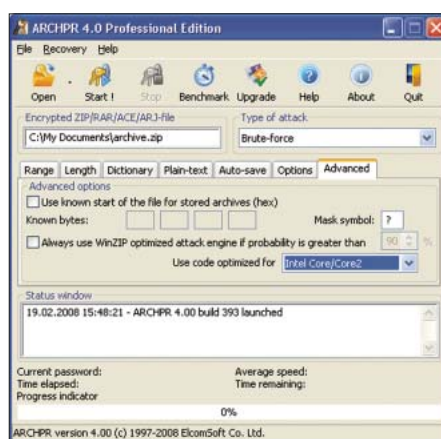 ARCHPR 4.0 Professional Edition
File Recovery Help
Open Start ! Stop Benchmark Upgrade Help About Quit
Encrypted ZIP/RAR/ACE/ARJ-file Type of attack
C:\My Documents\archive.zip Brute-force
Range Length Dictionary Plain-text Auto-save Options Advanced
Advanced options
Use known start of the file for stored archives (hex)
Known bytes: Mask symbol: ?
Always use WinZIP optimized attack engine if probability is greater than 90 %
Use code optimized for Intel Core/Core2
Status window
19.02.2008 15:48:21 - ARCHPR 4.00 build 393 launched
Current password: Average speed:
Time elapsed: Time remaining:
Progress indicator
0%
ARCHPR version 4.00 (c) 1997-2008 ElcomSoft Co. Ltd.